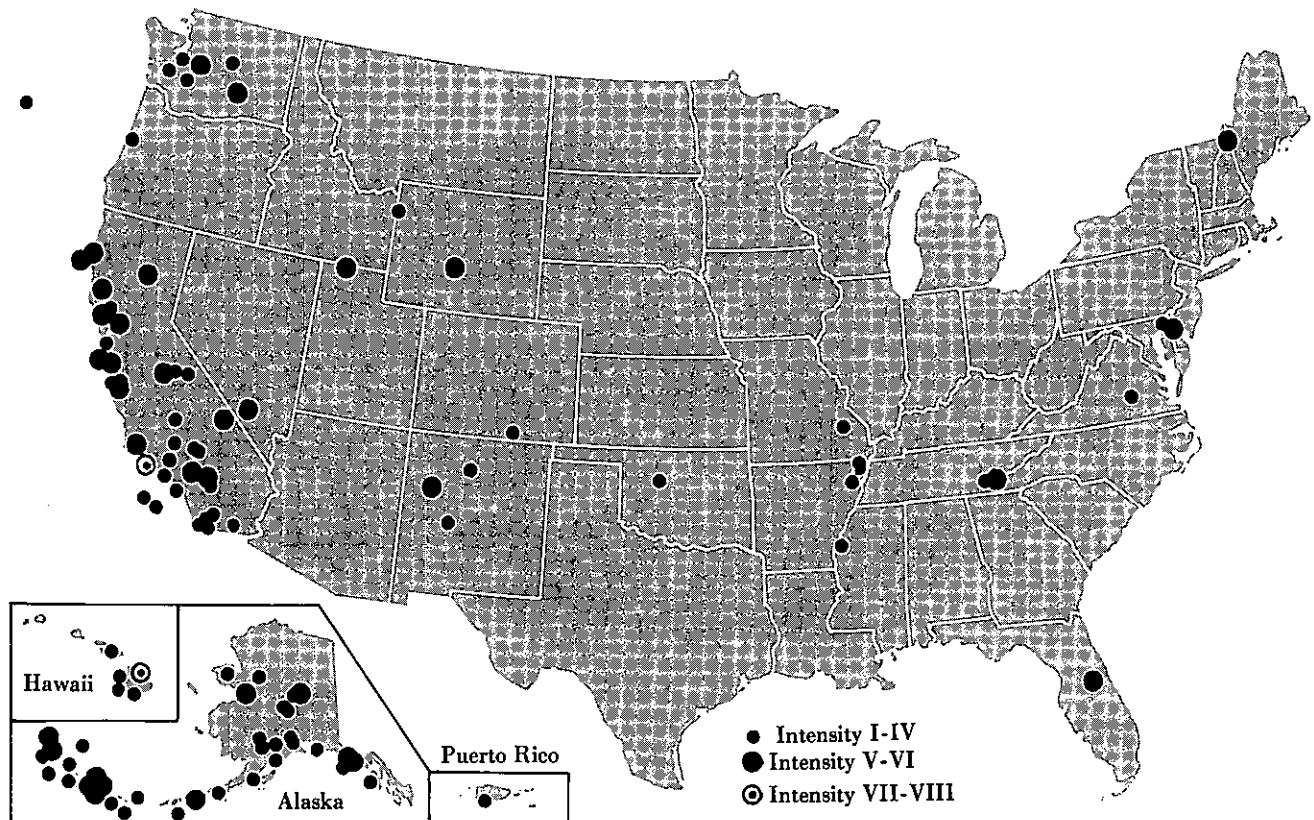 Hawaii
Alaska
Puerto Rico
Intensity I-IV
Intensity V-VI
Intensity VII-VIII